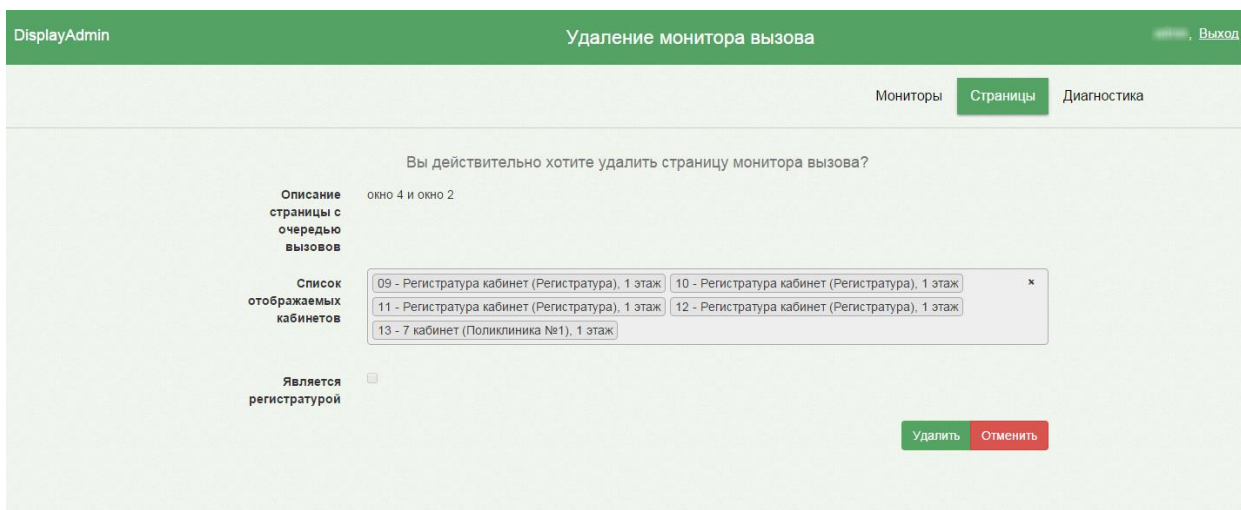 DisplayAdmin
Удаление монитора вызова
, Выход
Мониторы
Страницы
Диагностика
Вы действительно хотите удалить страницу монитора вызова?
Описание
страницы с
очередью
вызовов
окно 4 и окно 2
Список
отображаемых
кабинетов
09 - Регистратура кабинет (Регистратура), 1 этаж
10 - Регистратура кабинет (Регистратура), 1 этаж
×
11 - Регистратура кабинет (Регистратура), 1 этаж
12 - Регистратура кабинет (Регистратура), 1 этаж
13 - 7 кабинет (Поликлиника №1), 1 этаж
Является
регистратурой
Удалить
Отменить